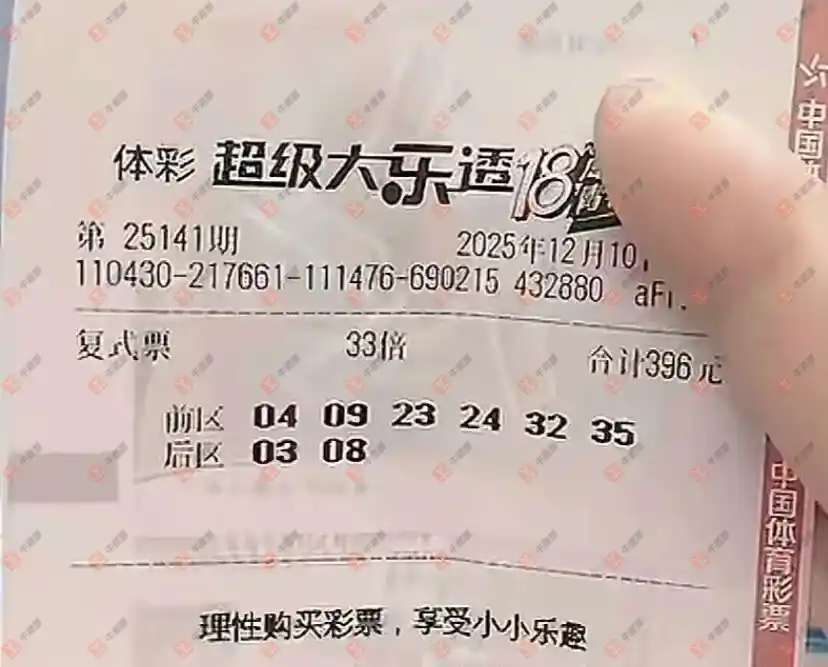 体彩 超级大乐透 18
第 25141期 2025年12月10
110430-217661-111476-690215 432880
复式票 33倍 合计396元
前区 04 09 23 24 32 35
后区 03 08
理性购买彩票，享受小小乐趣
中国
中国体育彩票